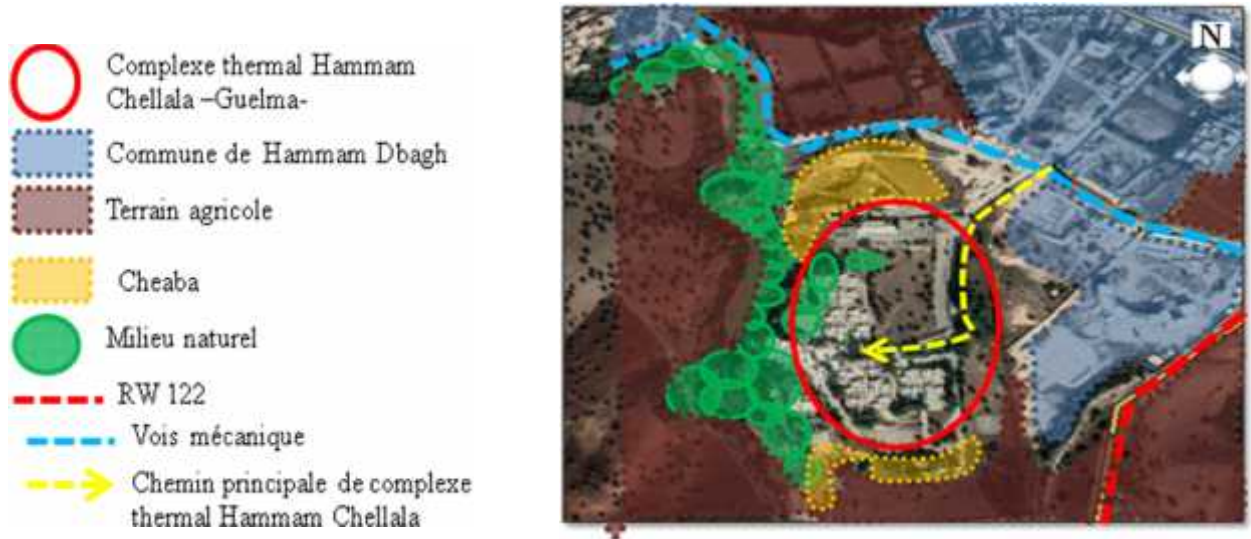 Complexe thermal Hammam
Chellala –Guelma-
Commune de Hammam Dbagh
Terrain agricole
Cheaba
Milieu naturel
RW 122
Vois mécanique
Chemin principale de complexe
thermal Hammam Chellala
N